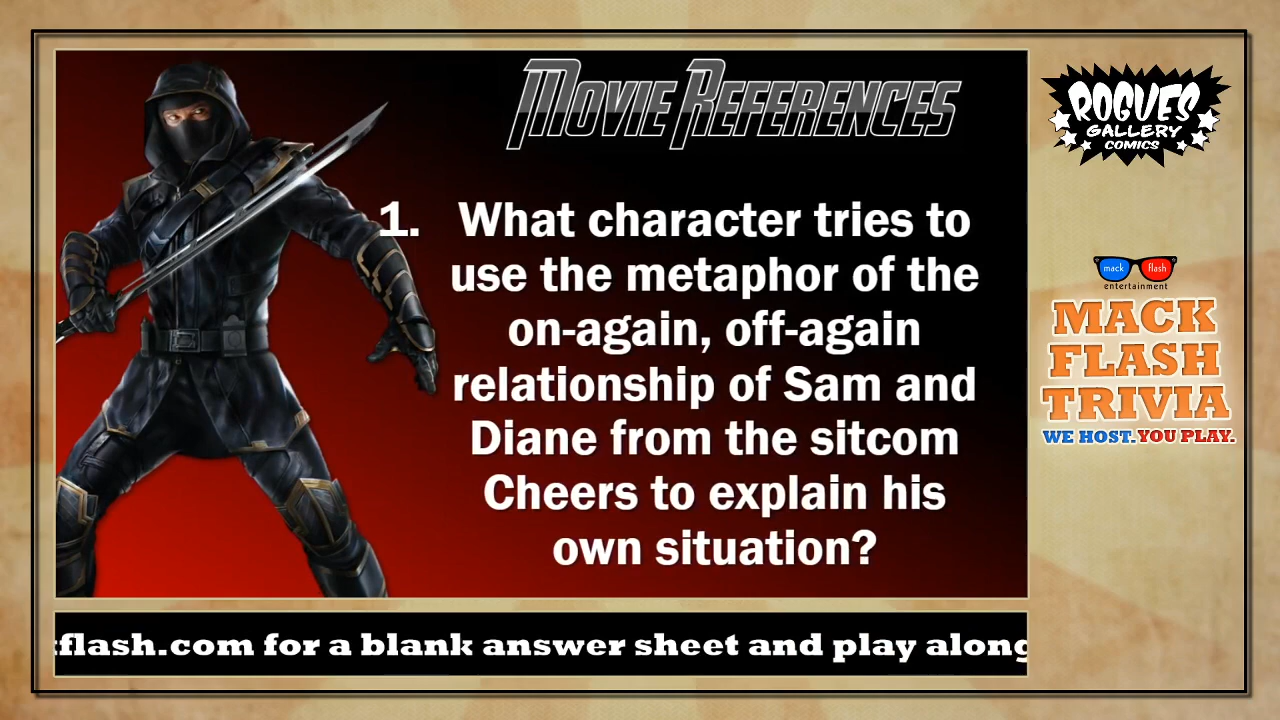 MOVIE REFERENCES
1. What character tries to
use the metaphor of the
on-again, off-again
relationship of Sam and
Diane from the sitcom
Cheers to explain his
own situation?
flash.com for a blank answer sheet and play along
ROGUES
GALLERY
COMICS
mack flash
entertainment
MACK
FLASH
TRIVIA
WE HOST. YOU PLAY.